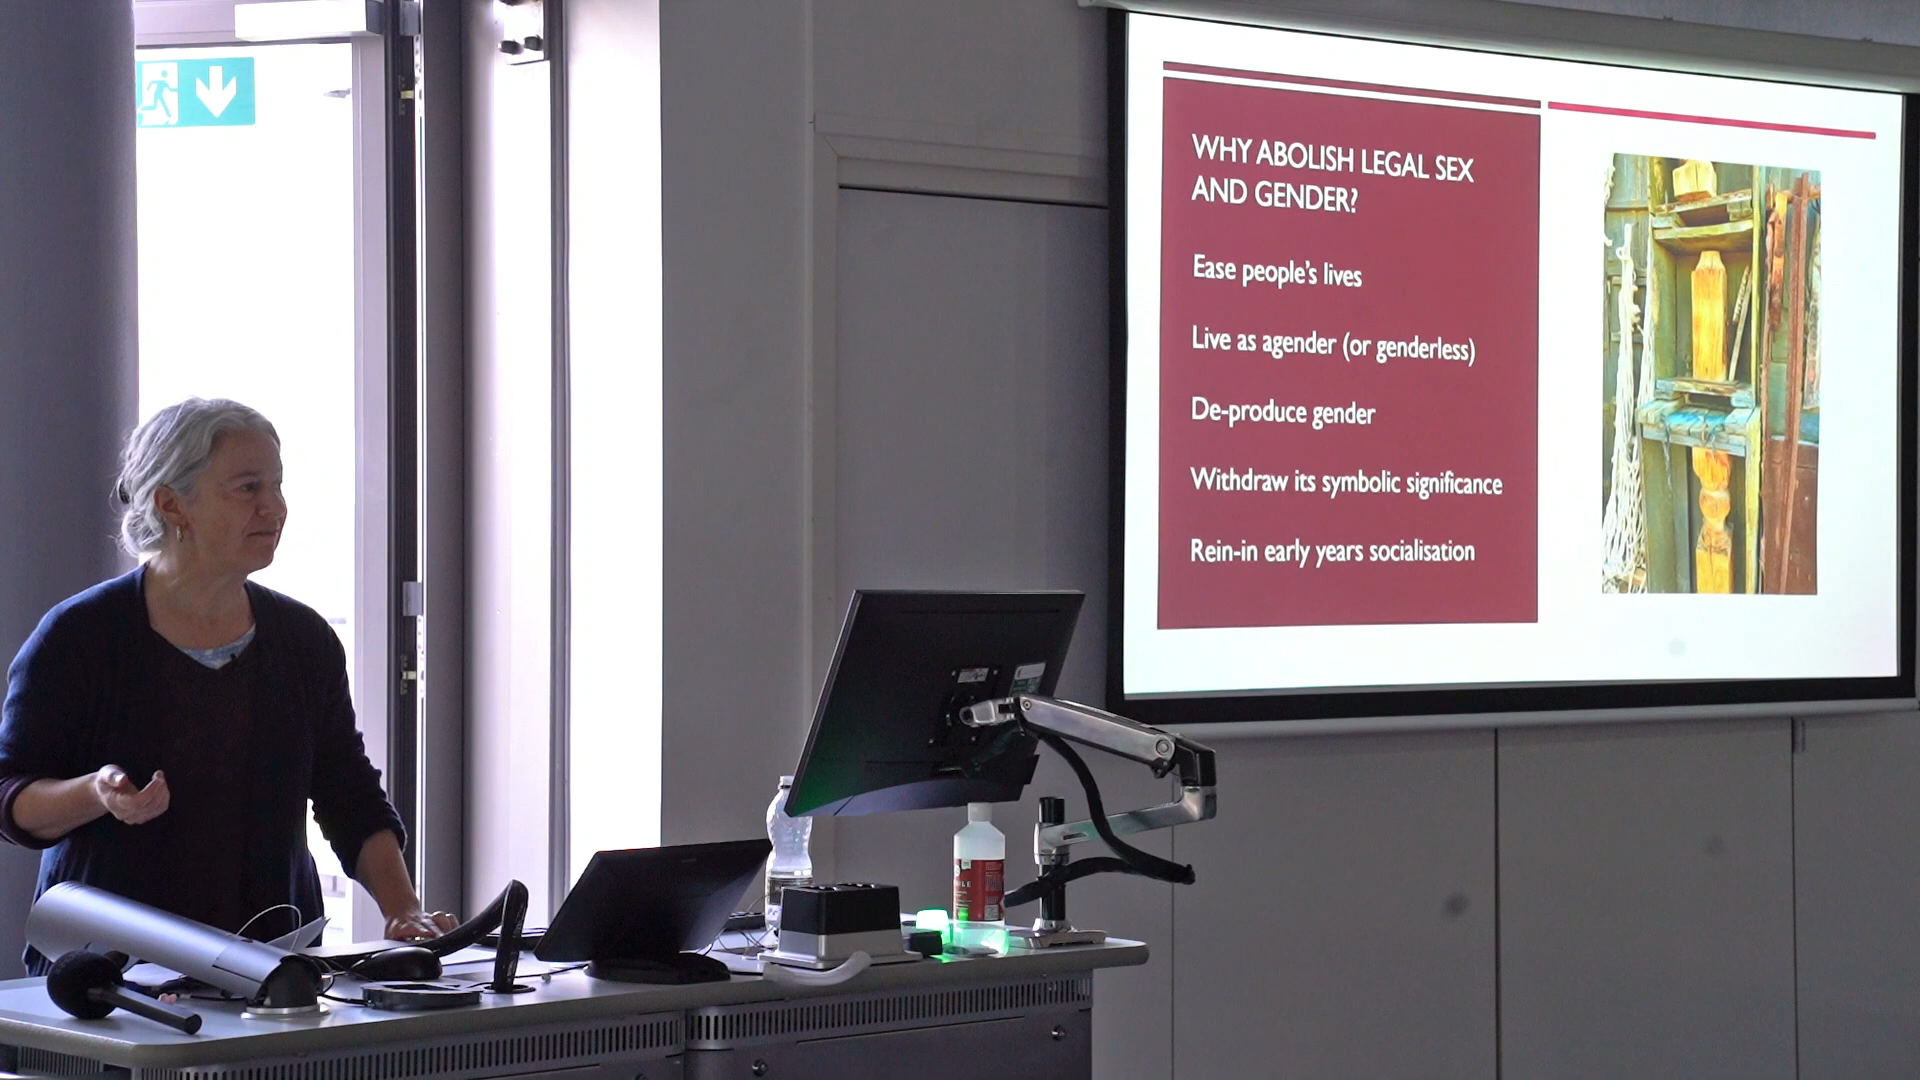 WHY ABOLISH LEGAL SEX
AND GENDER?
Ease people's lives
Live as agender (or genderless)
De-produce gender
Withdraw its symbolic significance
Rein-in early years socialisation